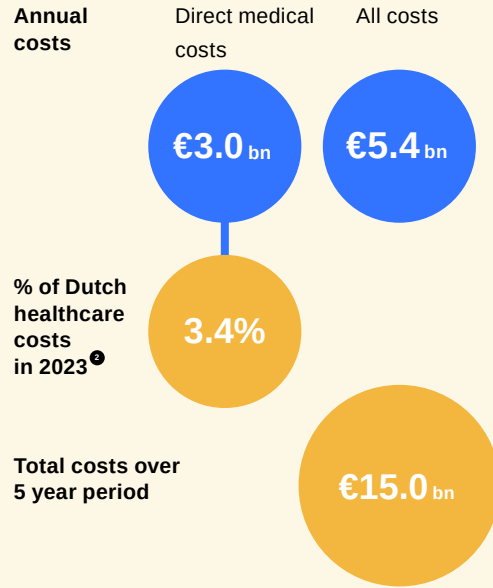 Annual
costs
Direct medical
costs
All costs
€3.0 bn
€5.4 bn
% of Dutch
healthcare
costs
in 2023 2
3.4%
Total costs over
5 year period
€15.0 bn